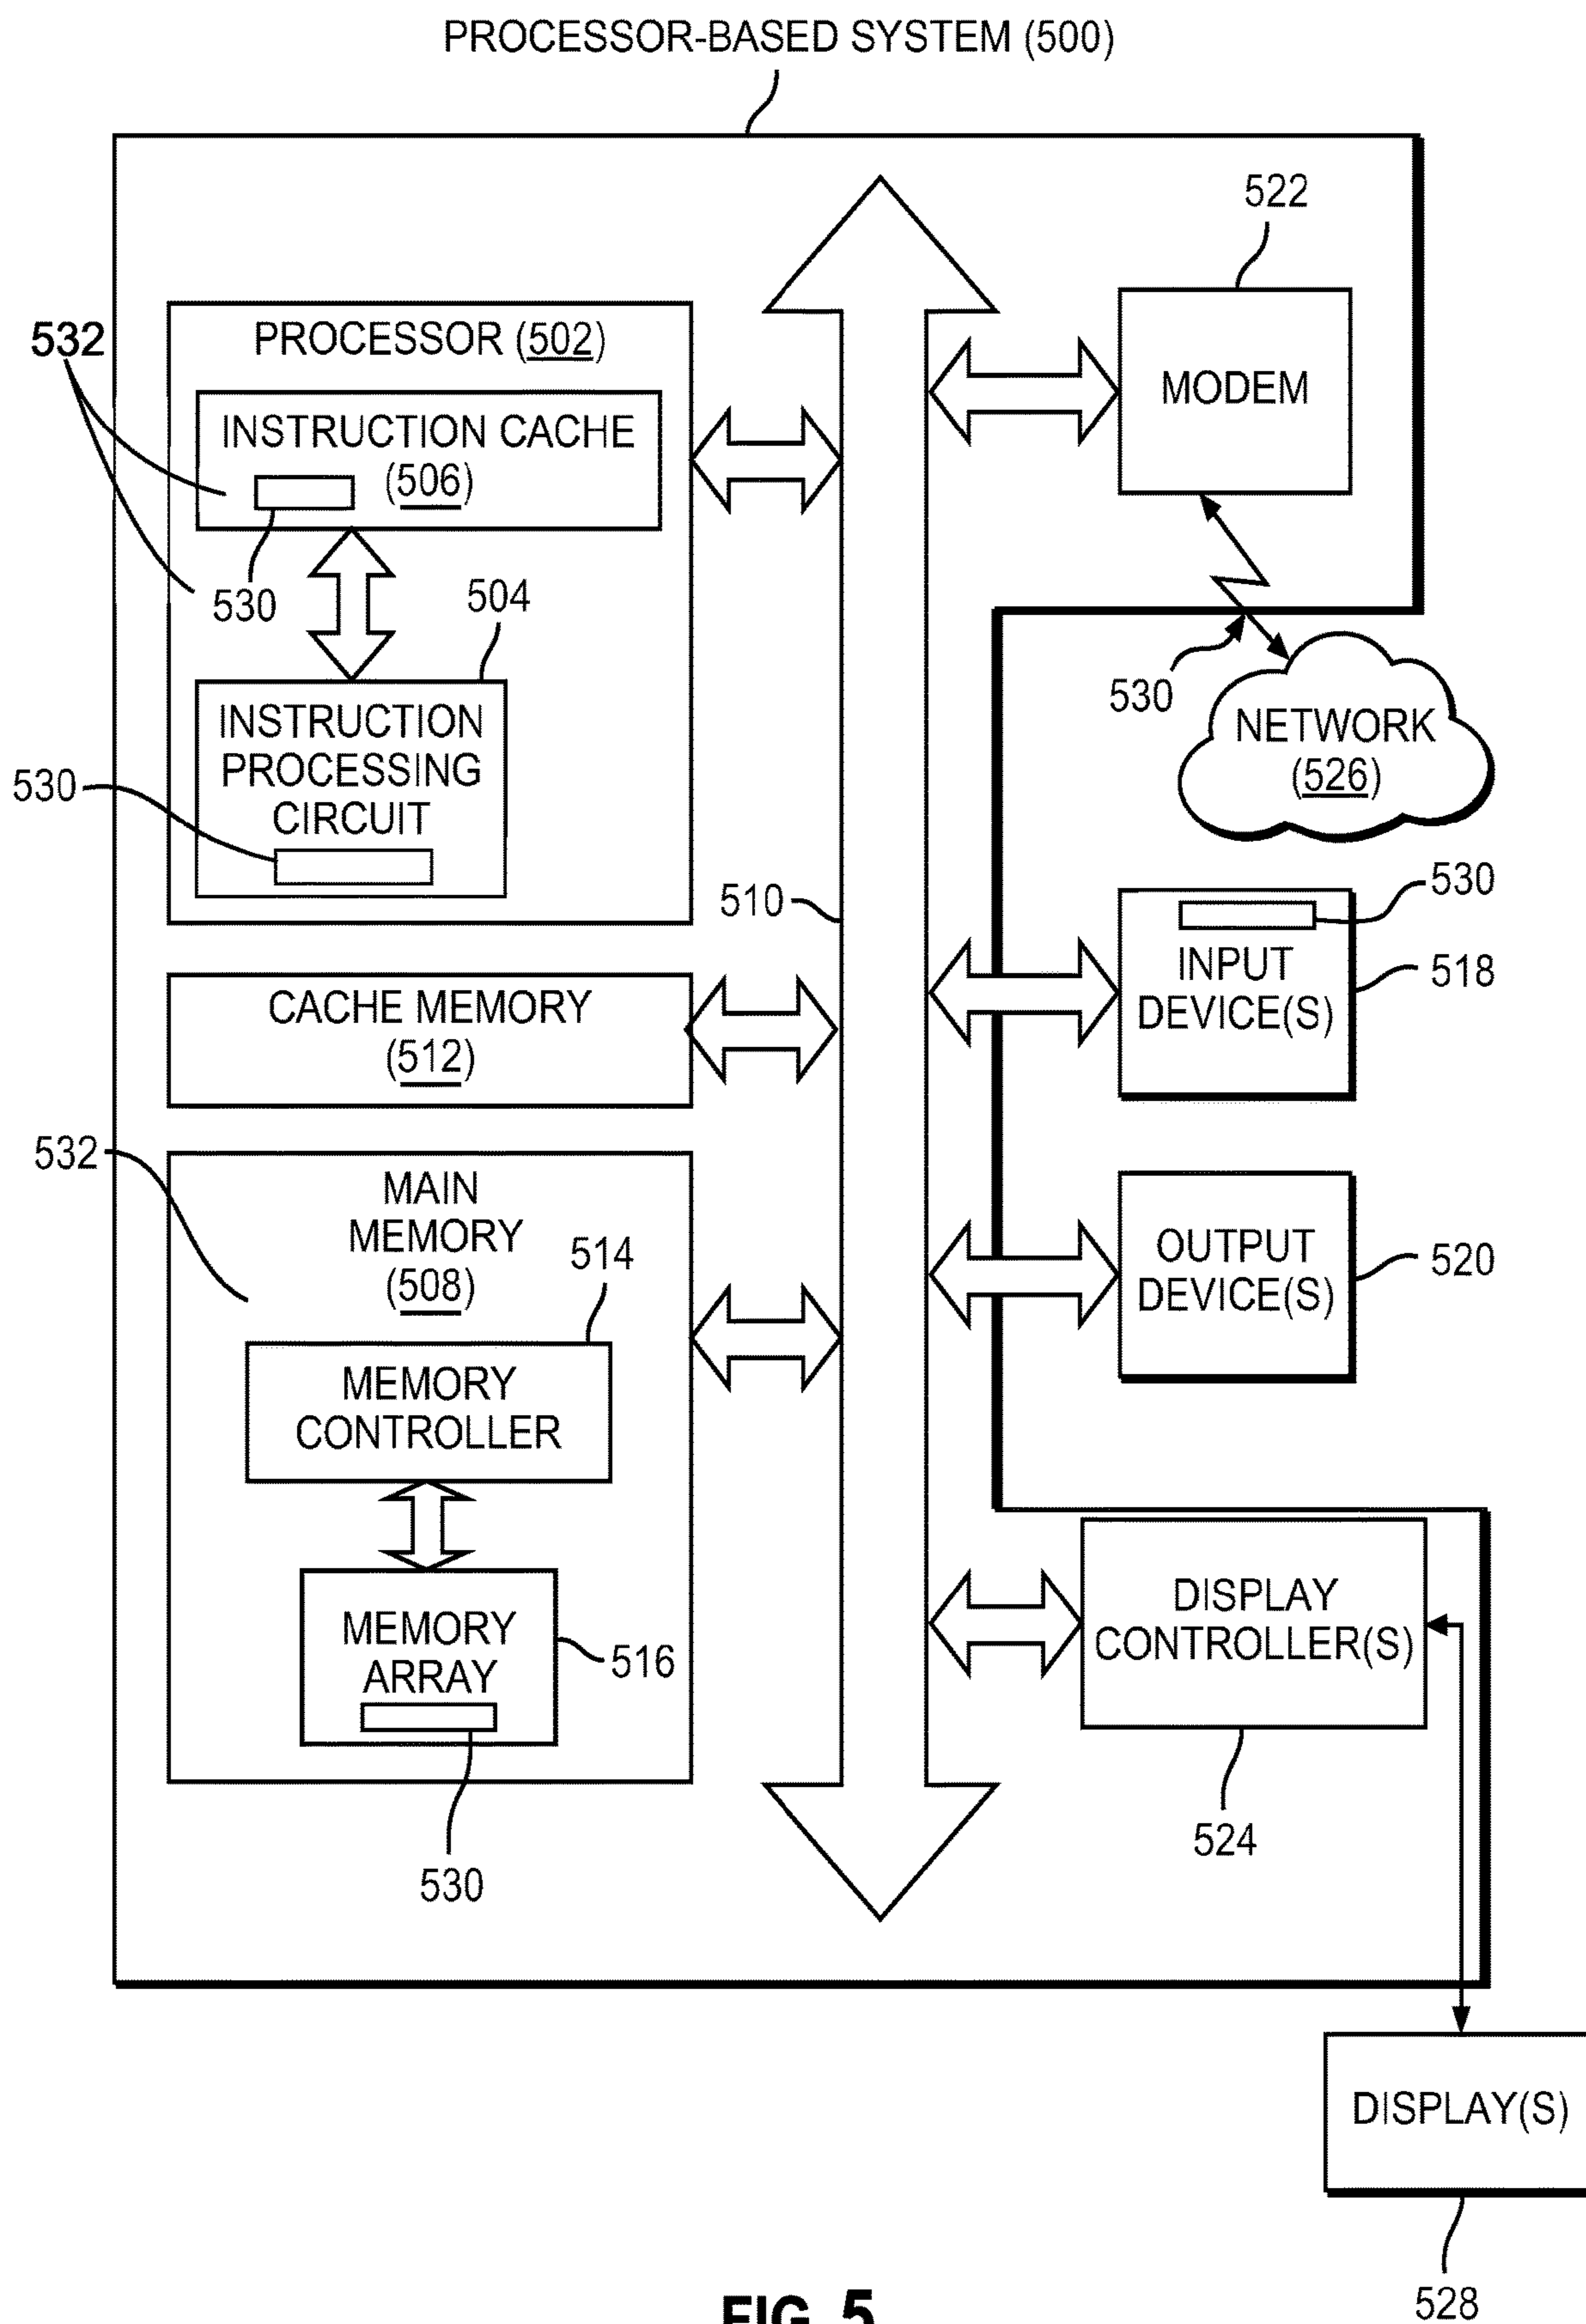 PROCESSOR-BASED SYSTEM (500)
522
PROCESSOR (502)
532
MODEM
INSTRUCTION CACHE
(506)
530
504
INSTRUCTION
PROCESSING
CIRCUIT
530
530
NETWORK
(526)
510
530
INPUT
DEVICE(S)
518
CACHE MEMORY
(512)
532
MAIN
MEMORY
(508)
514
OUTPUT
DEVICE(S)
520
MEMORY
CONTROLLER
MEMORY
ARRAY
516
530
DISPLAY
CONTROLLER(S)
524
DISPLAY(S)
528
FIG. 5